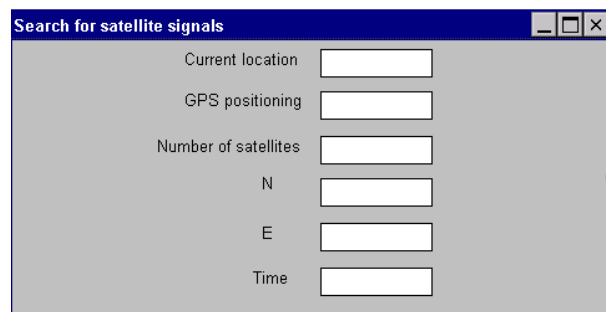 Search for satellite signals
Current location
GPS positioning
Number of satellites
N
E
Time